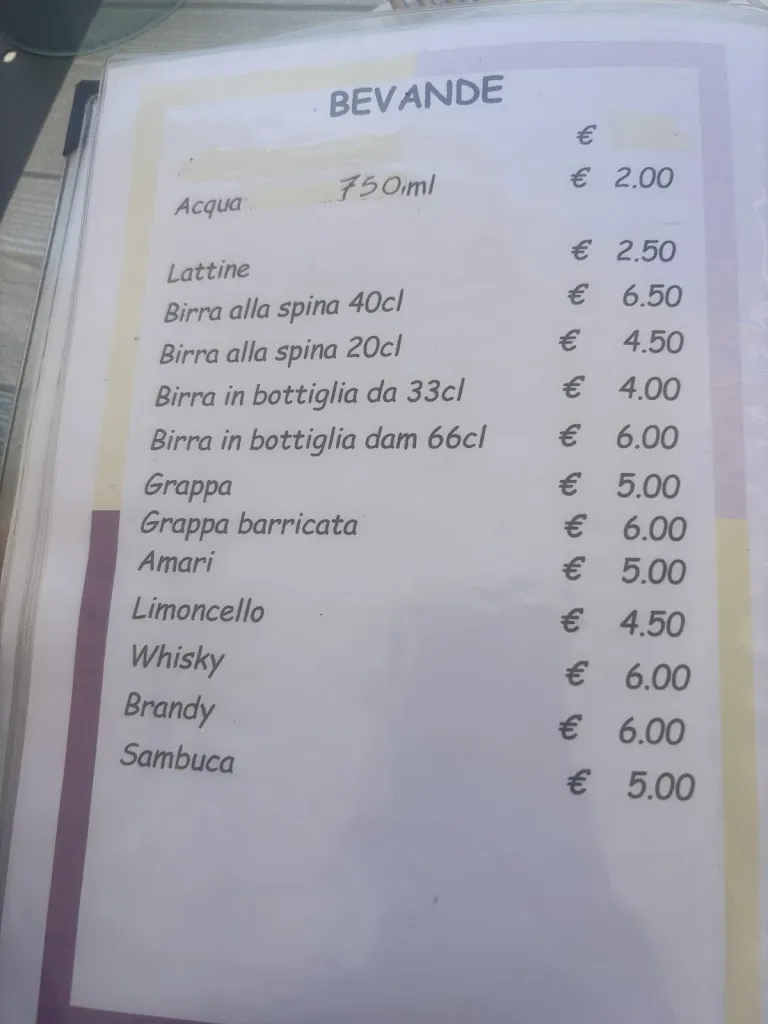 BEVANDE
€
Acqua 750 ml € 2.00
Lattine € 2.50
Birra alla spina 40cl € 6.50
Birra alla spina 20cl € 4.50
Birra in bottiglia da 33cl € 4.00
Birra in bottiglia dam 66cl € 6.00
Grappa € 5.00
Grappa barricata € 6.00
Amari € 5.00
Limoncello € 4.50
Whisky € 6.00
Brandy € 6.00
Sambuca € 5.00